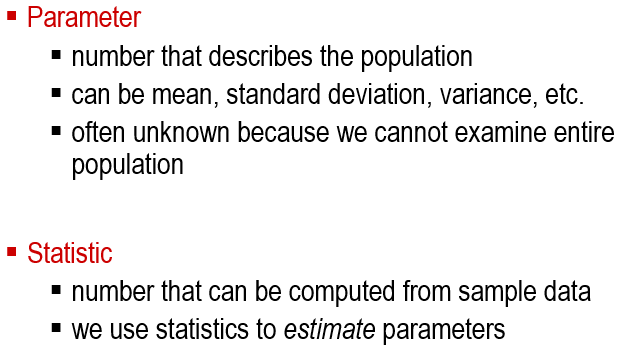 ▪ Parameter
▪ number that describes the population
▪ can be mean, standard deviation, variance, etc.
▪ often unknown because we cannot examine entire
population
▪ Statistic
▪ number that can be computed from sample data
▪ we use statistics to estimate parameters